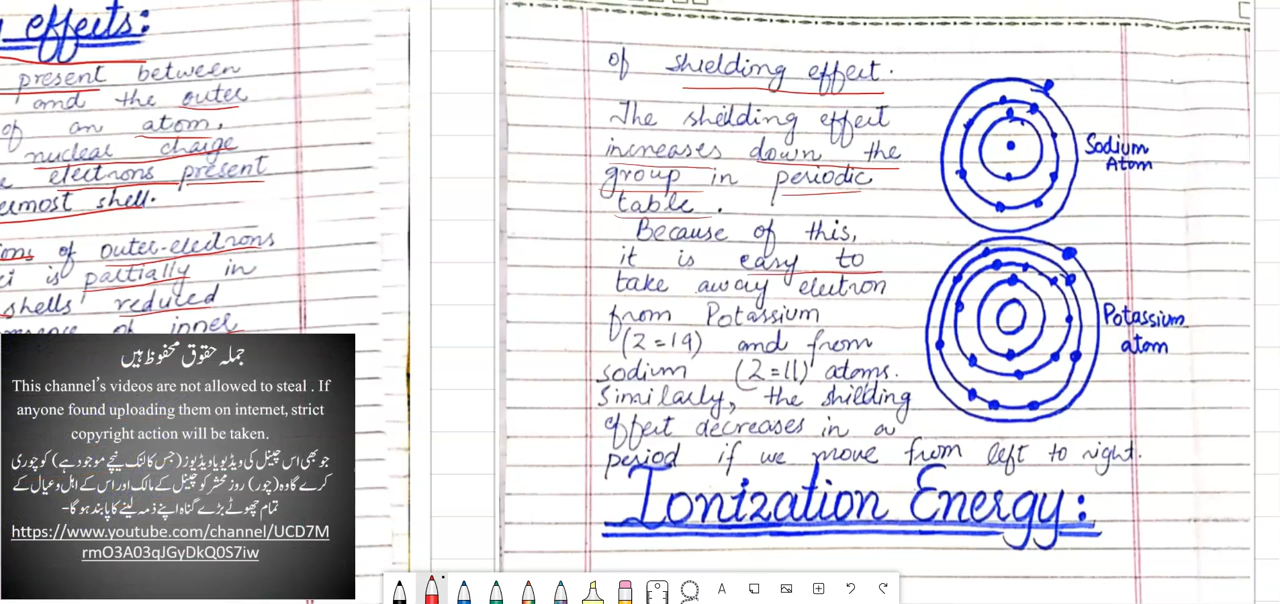 effects:
present between
and the outer
of an atom,
nuclear charge
electrons present
ermost shell.
ions of outer-electrons
is partially in
shells reduced
of inner
جملہ حقوق محفوظ ہیں
This channel's videos are not allowed to steal . If
anyone found uploading them on internet, strict
copyright action will be taken.
جو بھی اس چینل کی ویڈیو یا ویڈیوز (جس کا لنک نیچے موجود ہے) کو چوری
کرے گا وہ (چور) روز محشر کو چینل کے مالک اور اس کے اہل و عیال کے
تمام چھوٹے بڑے گناہ اپنے ذمہ لینے کا پابند ہو گا-
https://www.youtube.com/channel/UCD7M
rmO3A03qJGyDkQ0S7iw
of shielding effect.
The sheilding effect
increases down the
group in periodic
table.
Because of this,
it is easy to
take away electron
from Potassium
(Z=19) and from
sodium (Z=11) atoms.
Similarly, the shilding
effect decreases in a
period if we move from left to right.
Sodium
Atom
Potassium
atom
Ionization Energy:
A